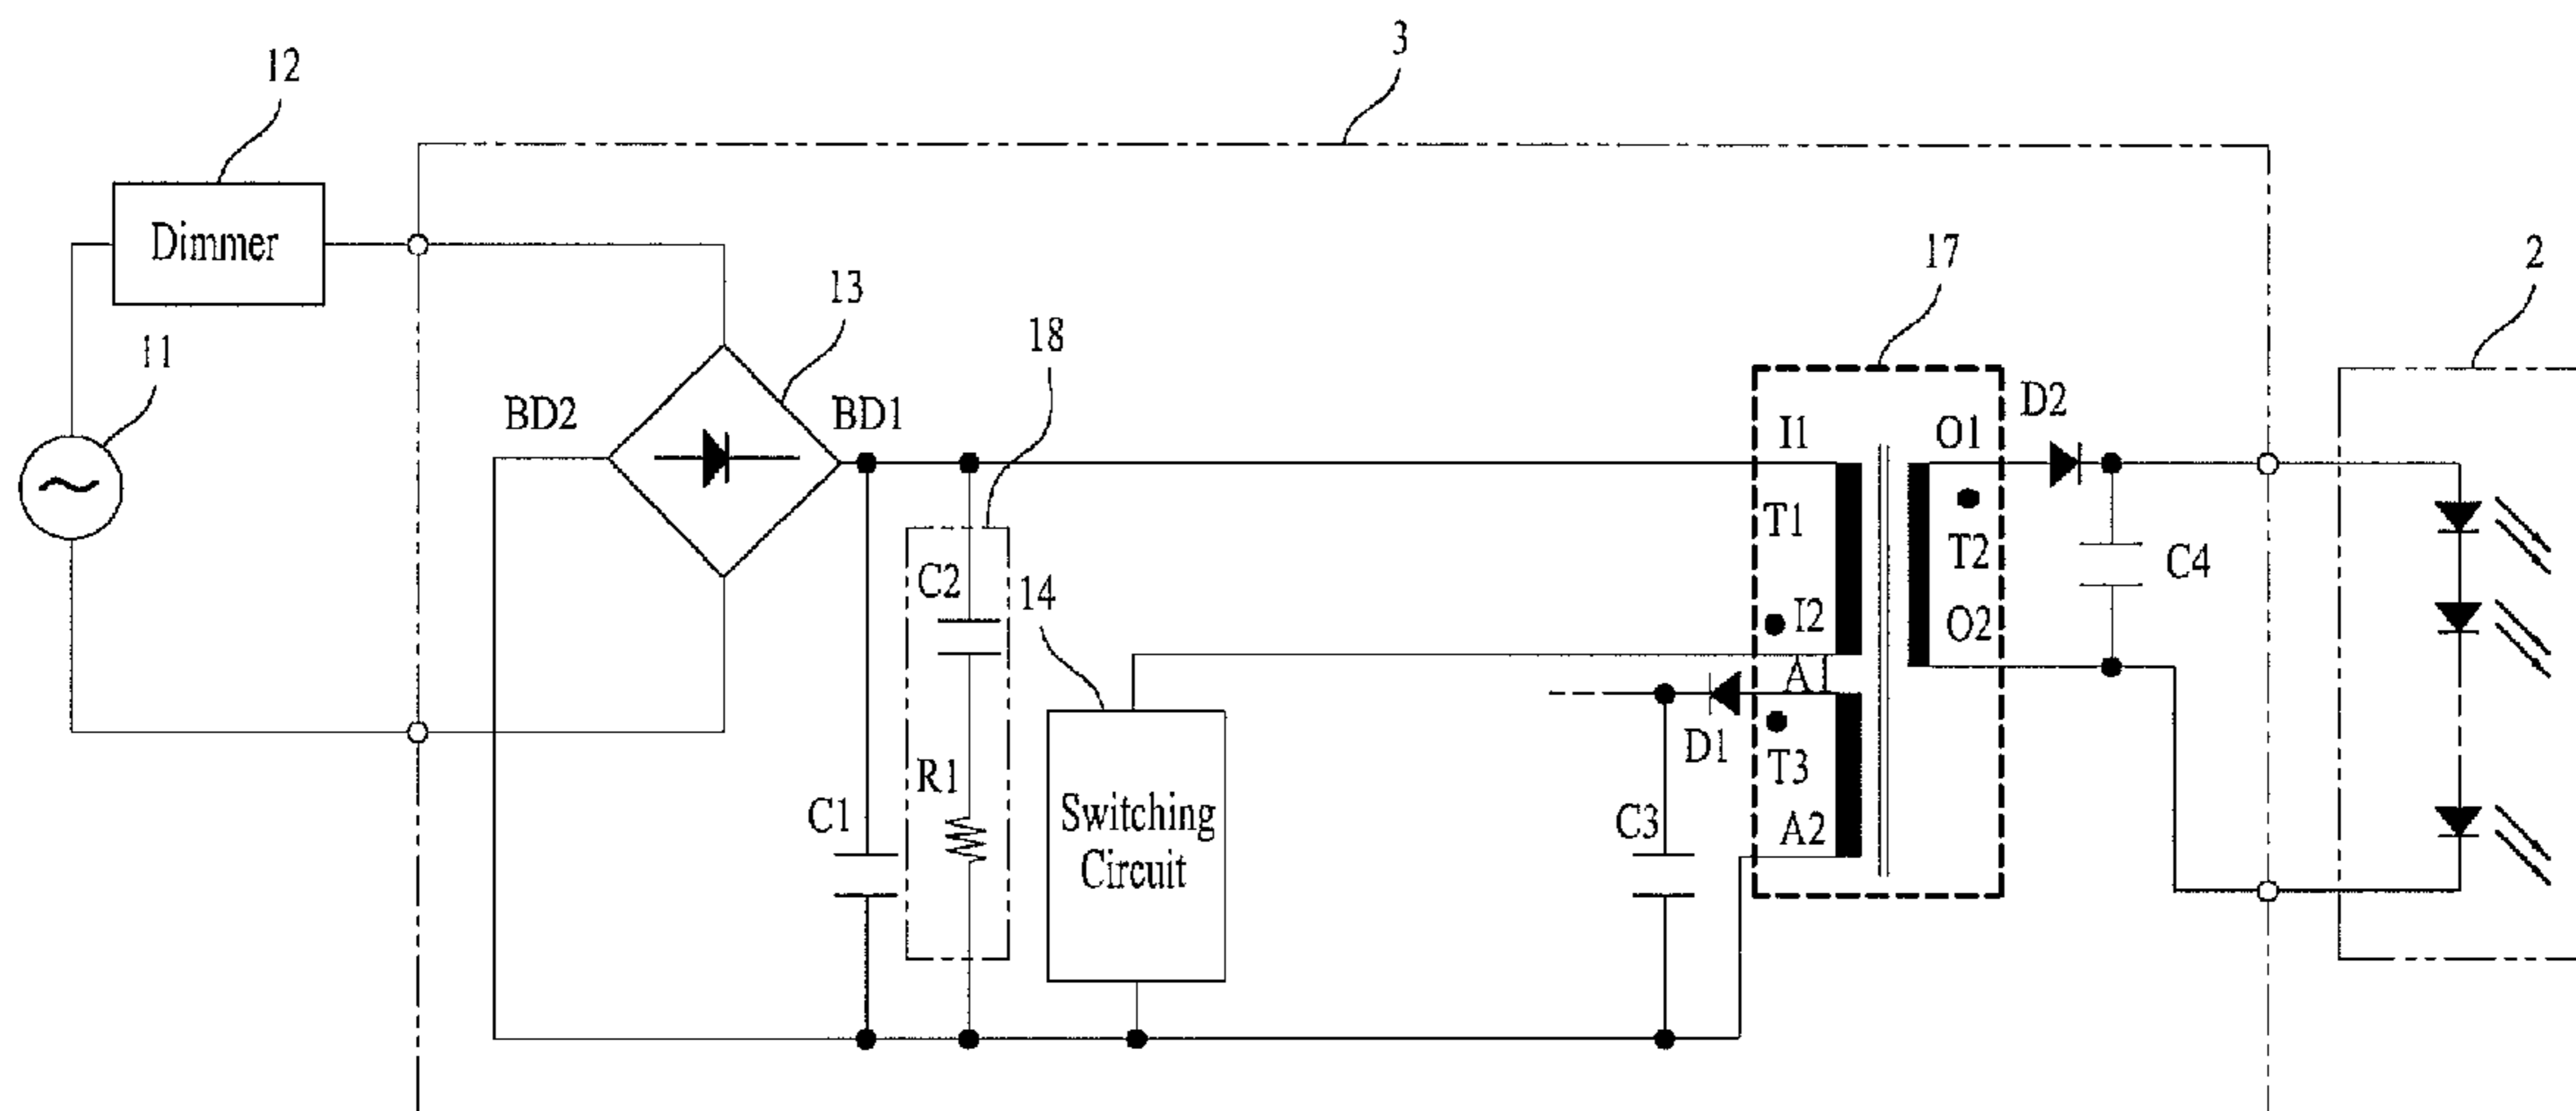 3
12
Dimmer
17
2
13
18
11
BD2
BD1
D2
I1
O1
T1
T2
C2
14
C4
I2
O2
A1
D1
T3
R1
C1
Switching
Circuit
C3
A2